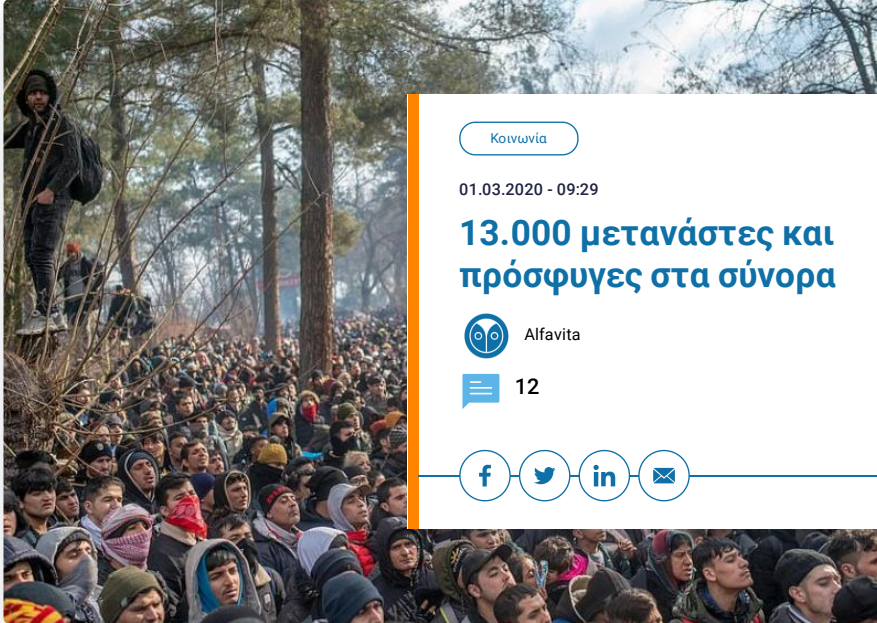 Κοινωνία
01.03.2020 - 09:29
13.000 μετανάστες και
πρόσφυγες στα σύνορα
Alfavita
12